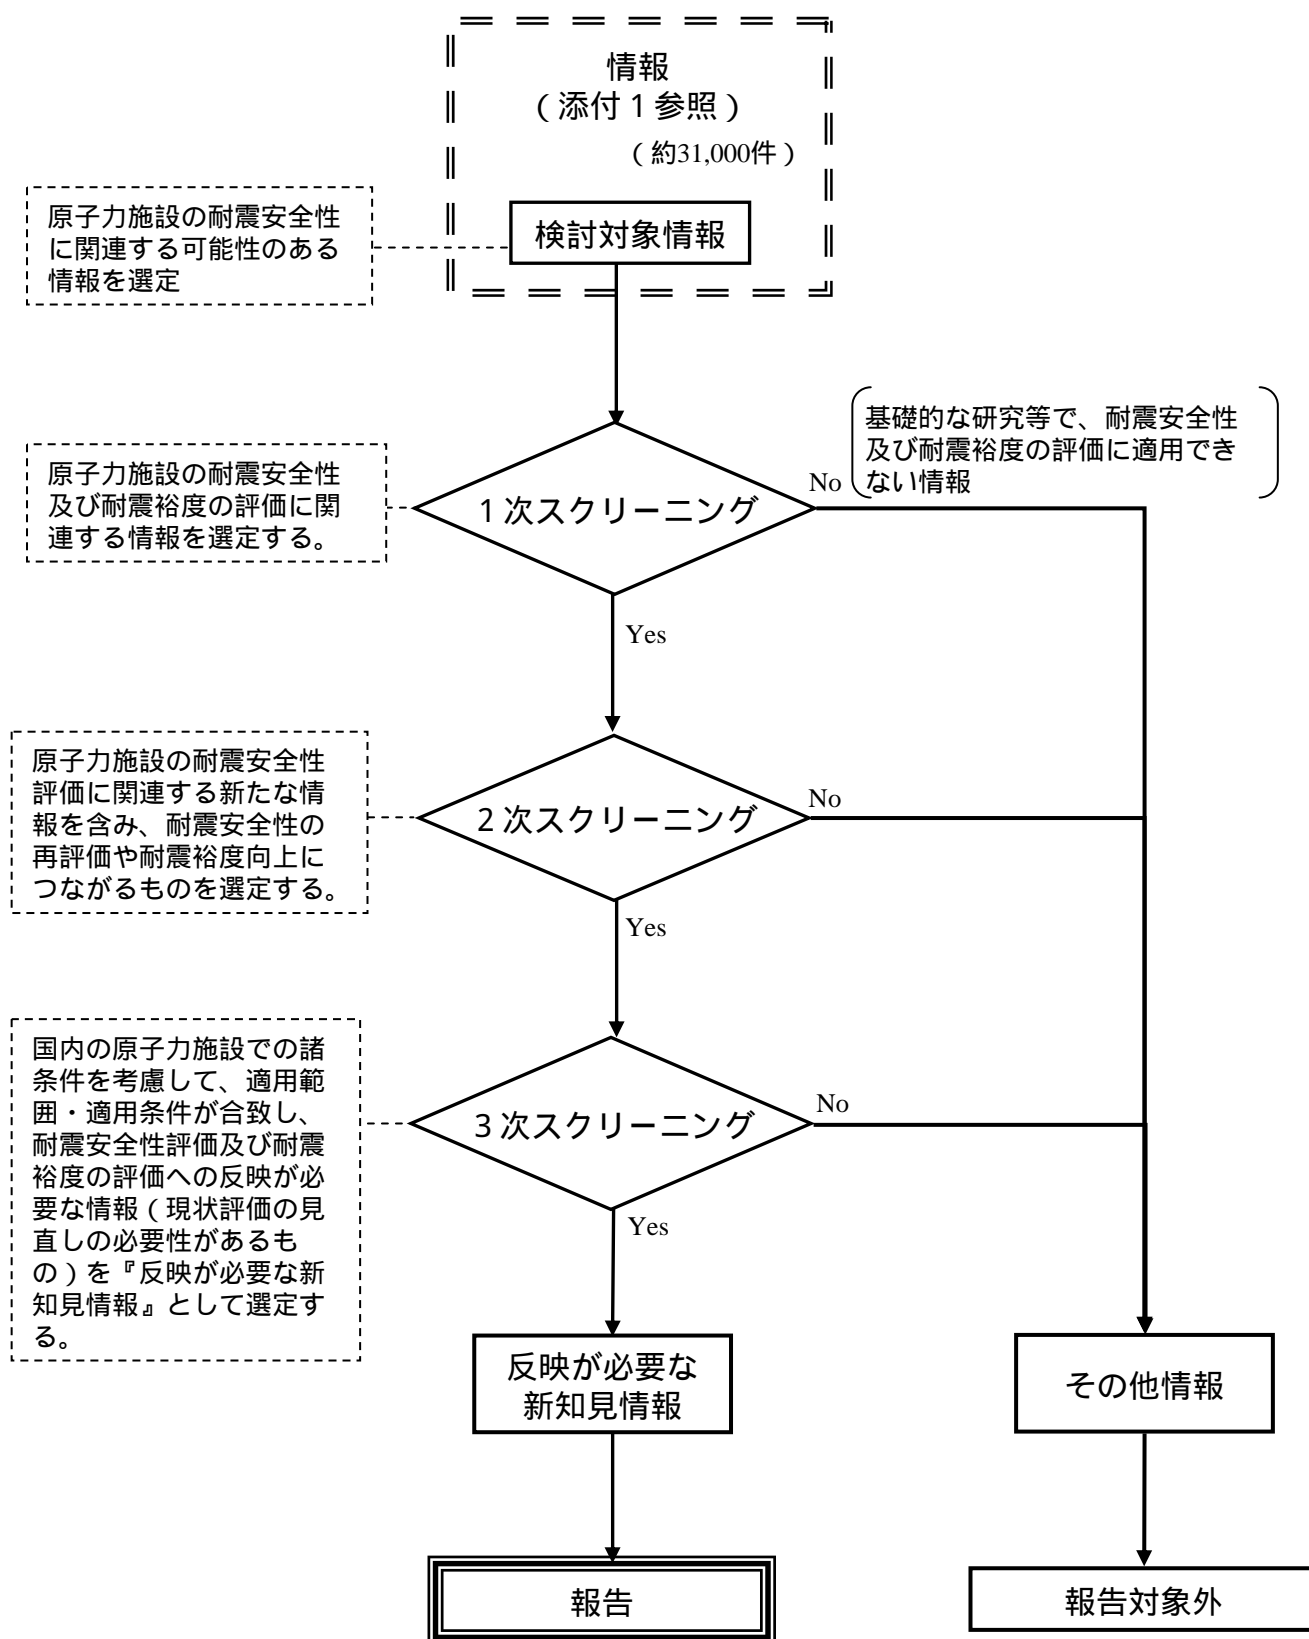 情報
（添付１参照）
（約31,000件）
原子力施設の耐震安全性
に関連する可能性のある
情報を選定
検討対象情報
基礎的な研究等で、耐震安全性
及び耐震裕度の評価に適用でき
ない情報
原子力施設の耐震安全性
及び耐震裕度の評価に関
連する情報を選定する。
１次スクリーニング
No
Yes
原子力施設の耐震安全性
評価に関連する新たな情
報を含み、耐震安全性の
再評価や耐震裕度向上に
つながるものを選定する。
２次スクリーニング
No
Yes
国内の原子力施設での諸
条件を考慮して、適用範
囲・適用条件が合致し、
耐震安全性評価及び耐震
裕度の評価への反映が必
要な情報（現状評価の見
直しの必要性があるも
の）を『反映が必要な新
知見情報』として選定す
る。
３次スクリーニング
No
Yes
反映が必要な
新知見情報
その他情報
報告
報告対象外